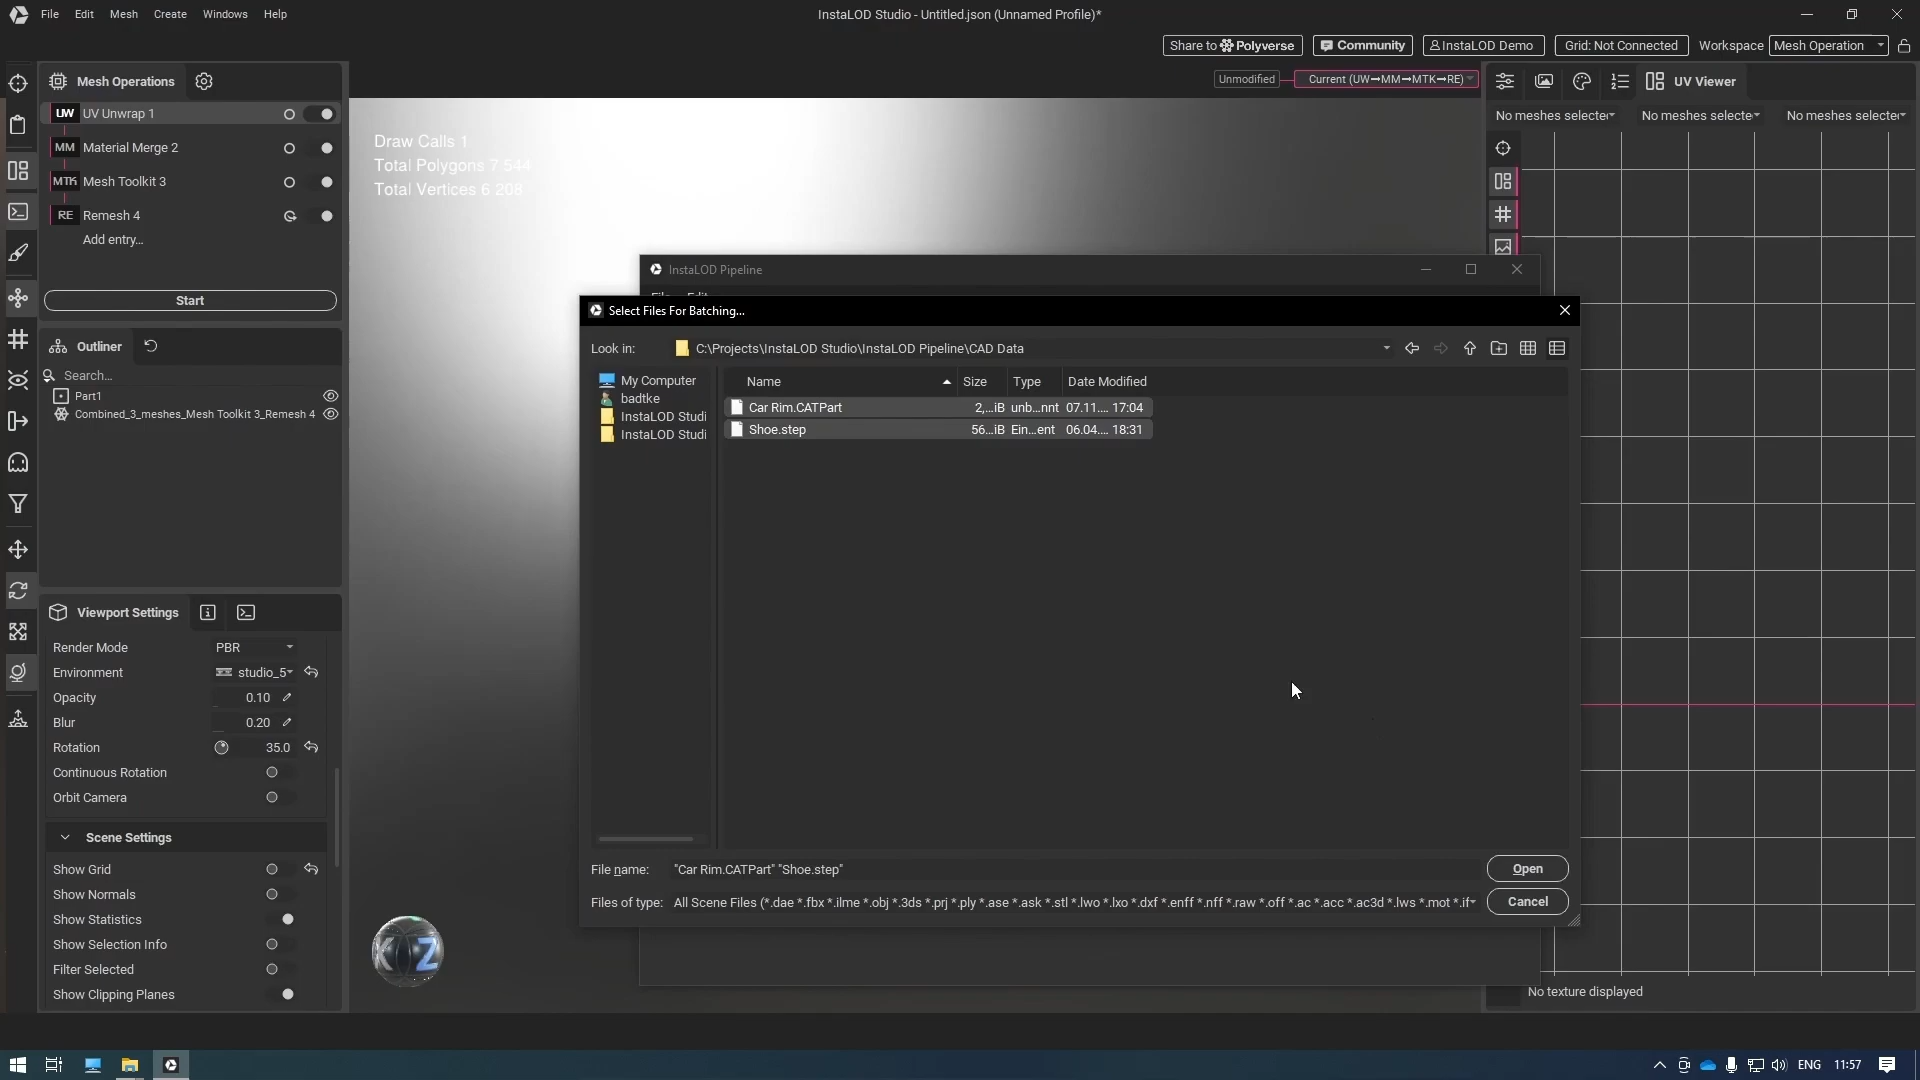 File Edit Mesh Create Windows Help
InstaLOD Studio - Untitled.json (Unnamed Profile)*
Share to Polyverse Community InstaLOD Demo Grid: Not Connected Workspace Mesh Operation
Mesh Operations
Unmodified Current (UW→MM→MTK→RE)
UV Viewer
UW UV Unwrap 1
No meshes selecte No meshes selecte No meshes selecte
MM Material Merge 2
MTK Mesh Toolkit 3
RE Remesh 4
Add entry...
Start
Draw Calls 1
Total Polygons 7 544
Total Vertices 6 208
Outliner
Search...
Part1
Combined_3_meshes_Mesh Toolkit 3_Remesh 4
InstaLOD Pipeline
Select Files For Batching...
Look in: C:\Projects\InstaLOD Studio\InstaLOD Pipeline\CAD Data
My Computer
badtke
InstaLOD Studi
InstaLOD Studi
Name Size Type Date Modified
Car Rim.CATPart 2,...iB unb...nnt 07.11.... 17:04
Shoe.step 56...iB Ein...ent 06.04.... 18:31
File name: "Car Rim.CATPart" "Shoe.step" Open
Files of type: All Scene Files (*.dae *.fbx *.ilme *.obj *.3ds *.prj *.ply *.ase *.ask *.stl *.lwo *.lxo *.dxf *.enff *.nff *.raw *.off *.ac *.acc *.ac3d *.lws *.mot *.if Cancel
Viewport Settings
Render Mode PBR
Environment studio_5
Opacity 0.10
Blur 0.20
Rotation 35.0
Continuous Rotation
Orbit Camera
Scene Settings
Show Grid
Show Normals
Show Statistics
Show Selection Info
Filter Selected
Show Clipping Planes
No texture displayed
ENG 11:57